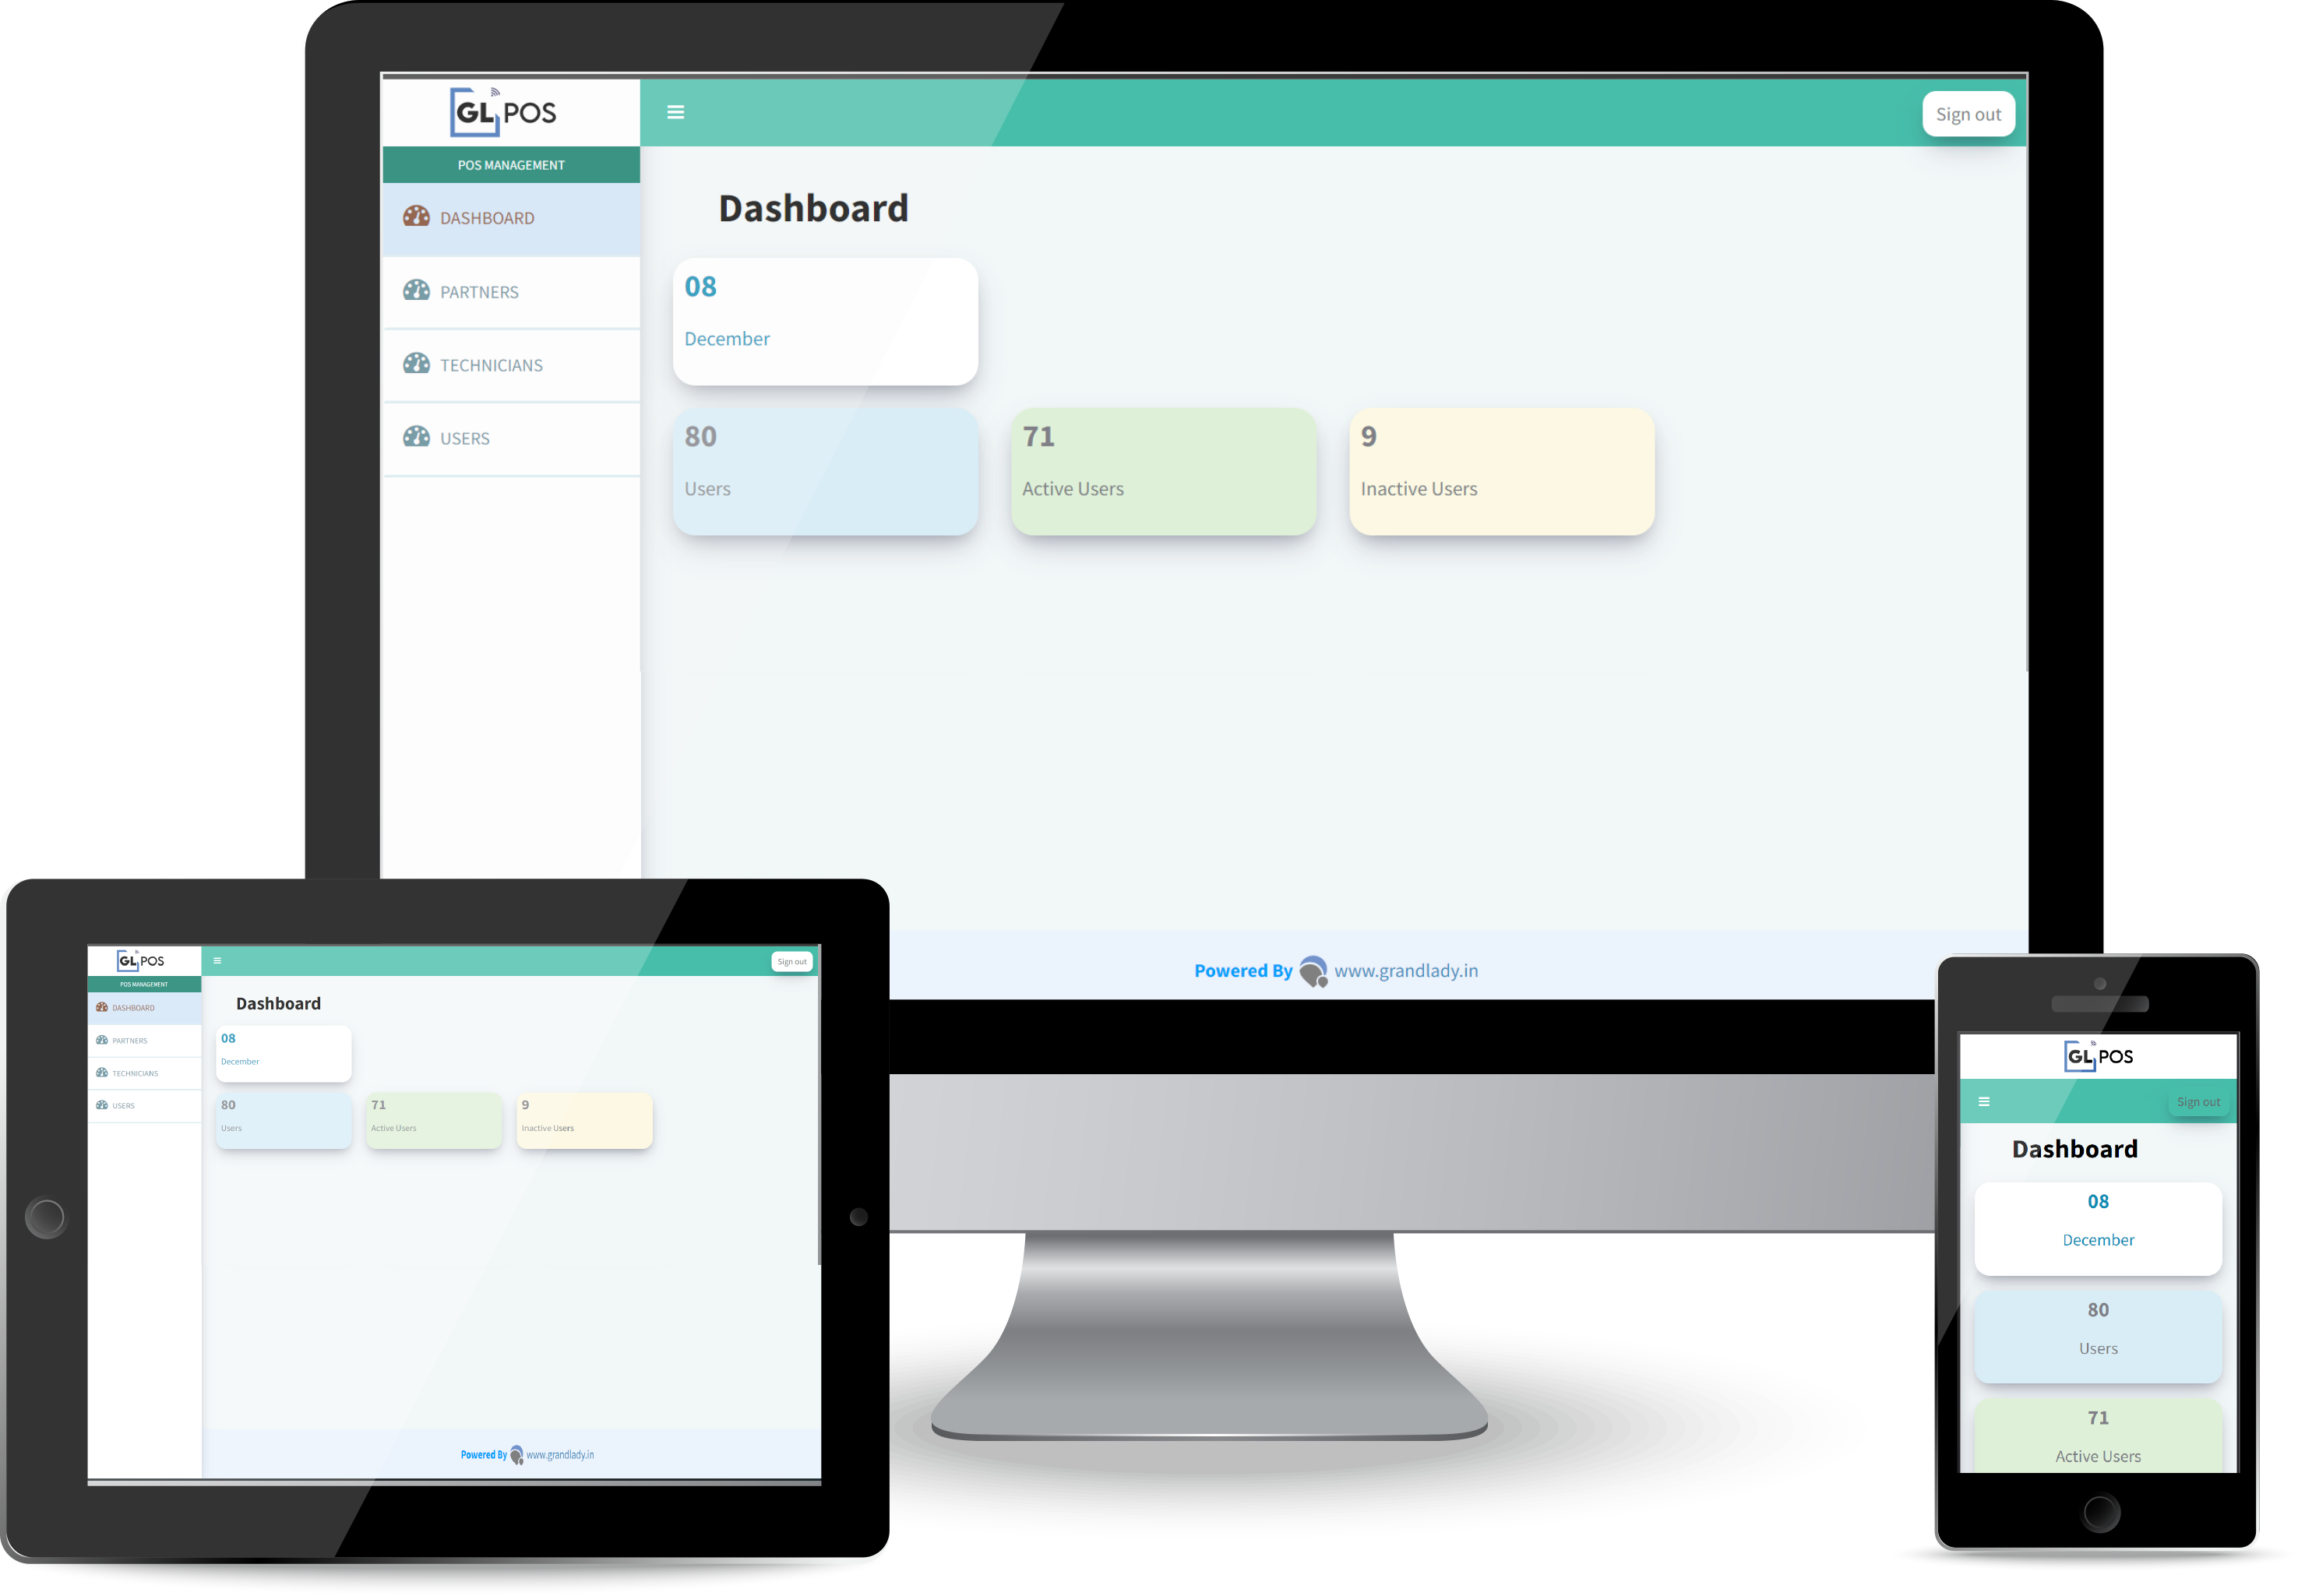 GL POS
Sign out
POS MANAGEMENT
DASHBOARD
PARTNERS
TECHNICIANS
USERS
Dashboard
08
December
80
Users
71
Active Users
9
Inactive Users
Powered By www.grandlady.in
GL POS
Sign out
POS MANAGEMENT
DASHBOARD
PARTNERS
TECHNICIANS
USERS
Dashboard
08
December
80
Users
71
Active Users
9
Inactive Users
Powered By www.grandlady.in
GL POS
Sign out
Dashboard
08
December
80
Users
71
Active Users